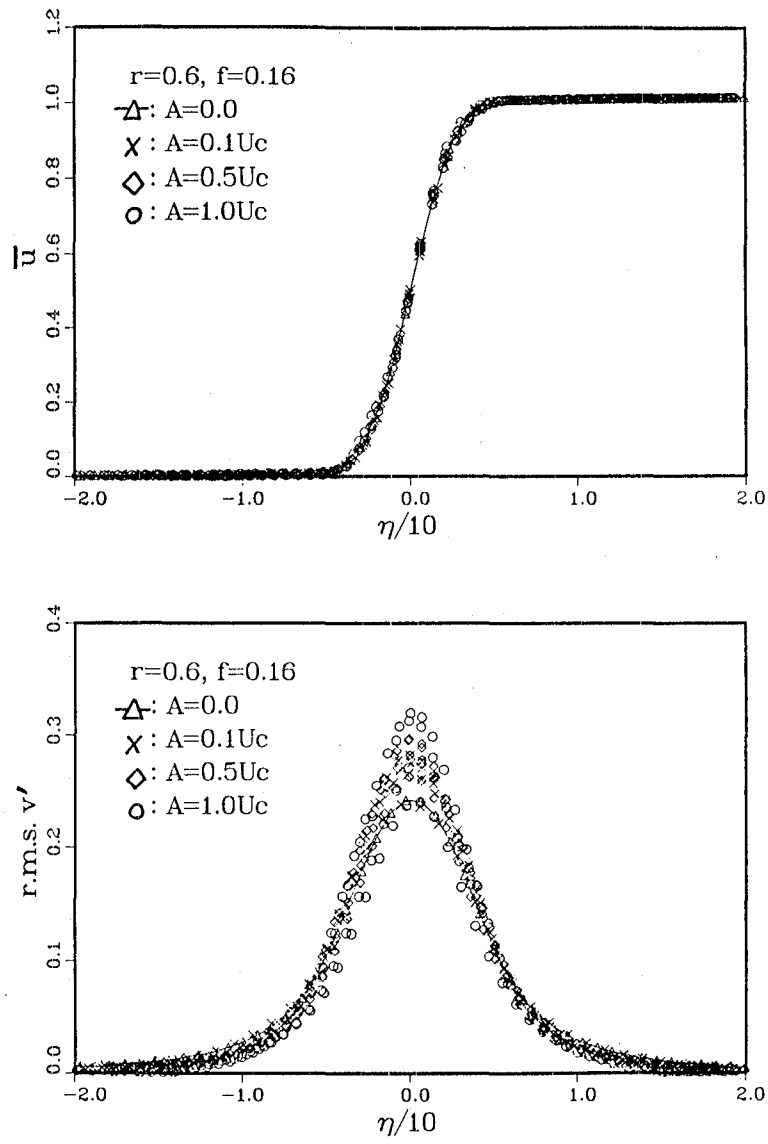 1.2
1.0
0.8
0.6
0.4
0.2
0.0
u̅
r=0.6, f=0.16
△: A=0.0
×: A=0.1Uc
◇: A=0.5Uc
○: A=1.0Uc
-2.0 -1.0 0.0 1.0 2.0
η/10
0.4
0.3
0.2
0.1
0.0
r.m.s. v'
r=0.6, f=0.16
△: A=0.0
×: A=0.1Uc
◇: A=0.5Uc
○: A=1.0Uc
-2.0 -1.0 0.0 1.0 2.0
η/10